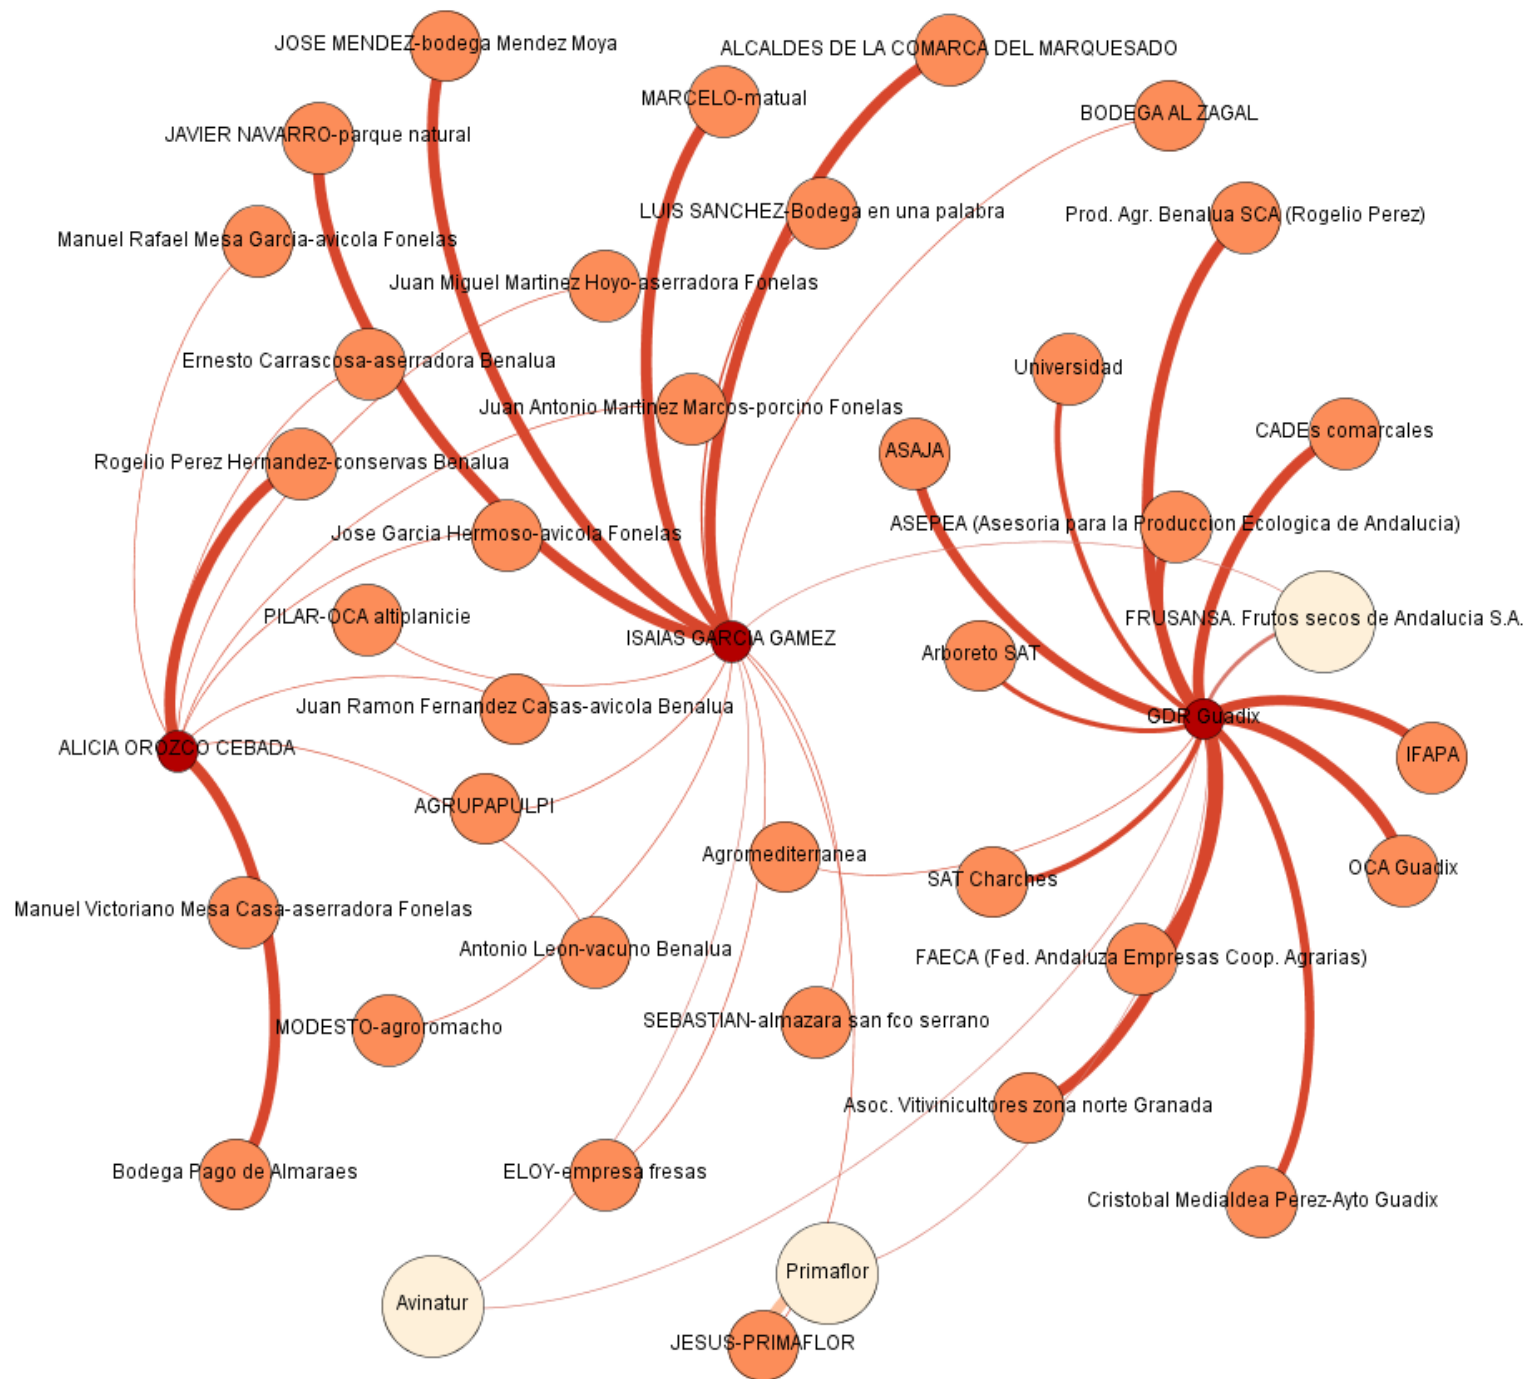 JOSE MENDEZ-bodega Mendez Moya
ALCALDES DE LA COMARCA DEL MARQUESADO
MARCELO-matual
BODEGA AL ZAGAL
JAVIER NAVARRO-parque natural
LUIS SANCHEZ-Bodega en una palabra
Prod. Agr. Benalua SCA (Rogelio Perez)
Manuel Rafael Mesa Garcia-avicola Fonelas
Juan Miguel Martinez Hoyo-aserradora Fonelas
Ernesto Carrascosa-aserradora Benalua
Universidad
Juan Antonio Martinez Marcos-porcino Fonelas
CADEs comarcales
ASAJA
Rogelio Perez Hernandez-conservas Benalua
ASEPEA (Asesoria para la Produccion Ecologica de Andalucia)
Jose Garcia Hermoso-avicola Fonelas
PILAR-OCA altiplanicie
FRUSANSA. Frutos secos de Andalucia S.A.
ISAIAS GARCIA GAMEZ
Arboreto SAT
Juan Ramon Fernandez Casas-avicola Benalua
GDR Guadix
ALICIA OROZCO CEBADA
IFAPA
AGRUPAPULPI
Agromediterranea
OCA Guadix
SAT Charches
Manuel Victoriano Mesa Casa-aserradora Fonelas
Antonio Leon-vacuno Benalua
FAECA (Fed. Andaluza Empresas Coop. Agrarias)
MODESTO-agroromacho
SEBASTIAN-almazara san fco serrano
Asoc. Vitivinicultores zona norte Granada
Bodega Pago de Almaraes
ELOY-empresa fresas
Cristobal Medialdea Perez-Ayto Guadix
Primaflor
Avinatur
JESUS-PRIMAFLOR